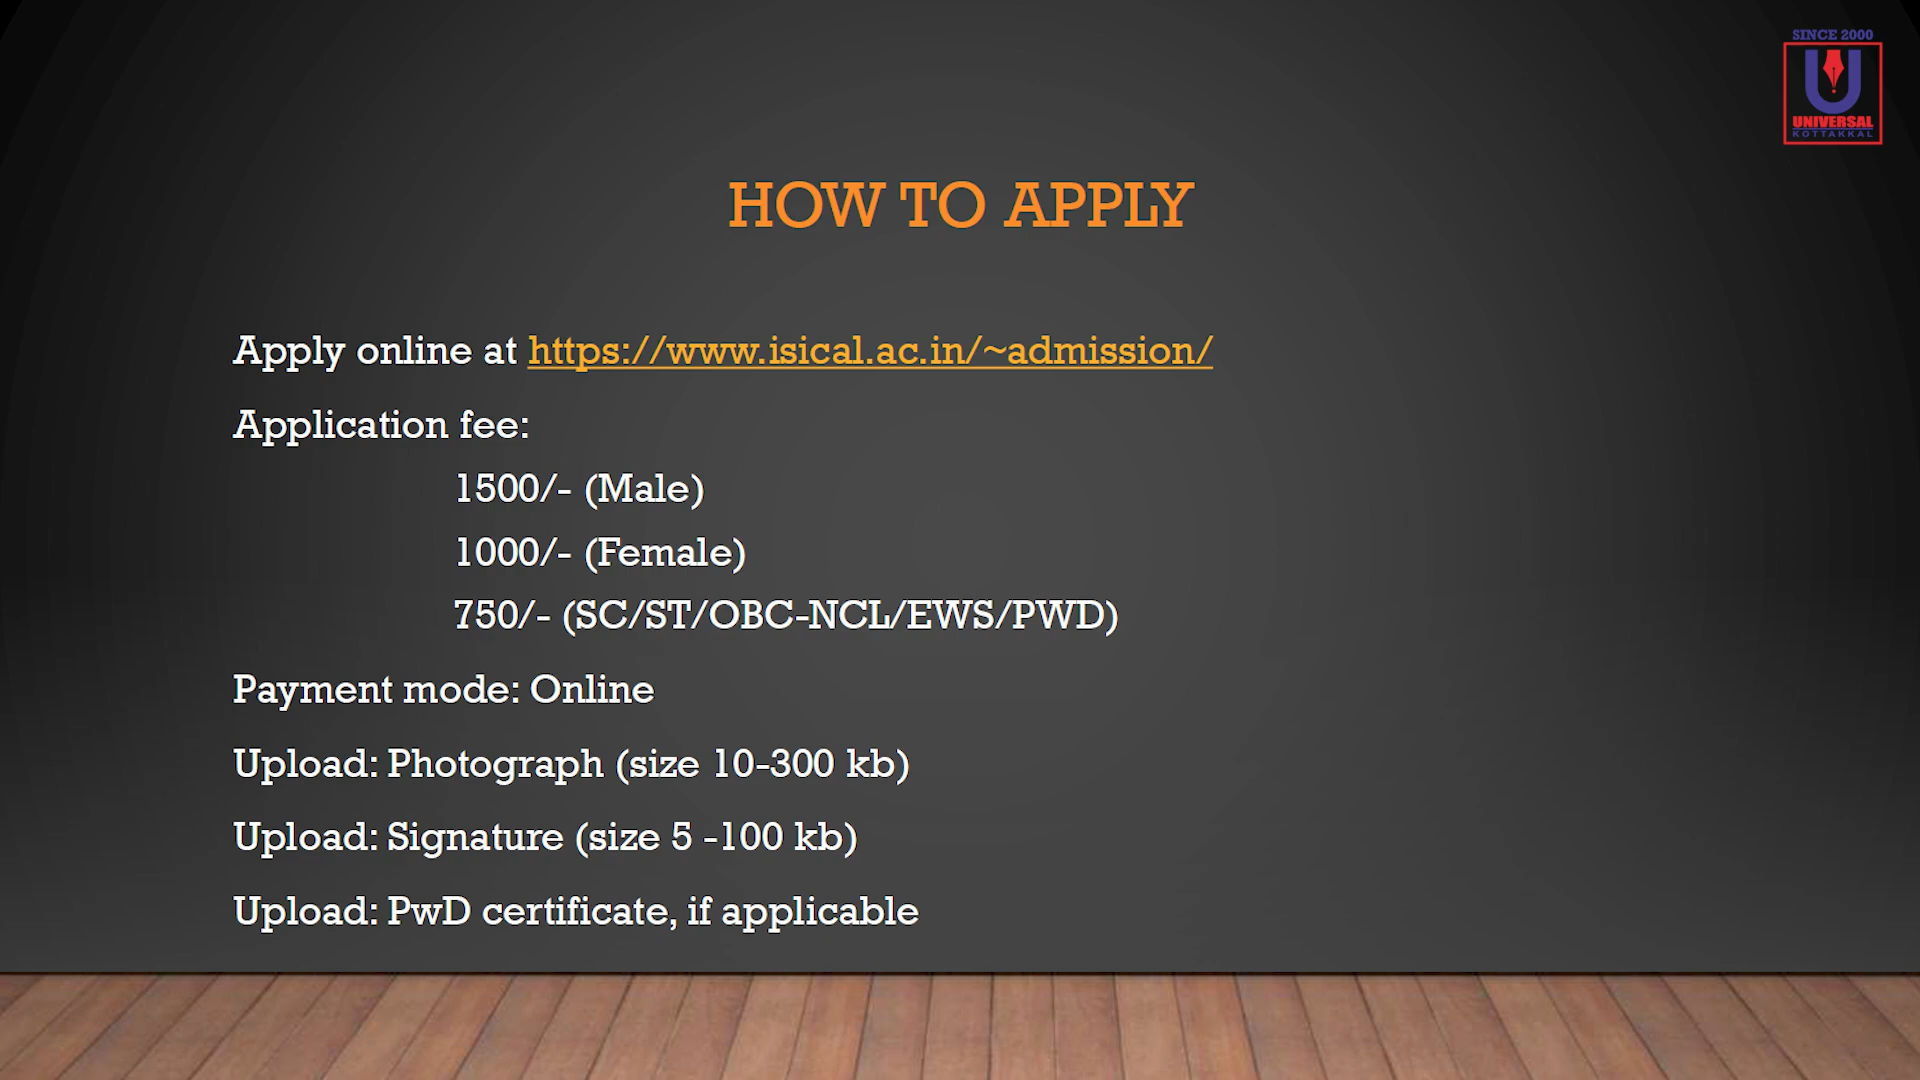 SINCE 2000
U
UNIVERSAL
KOTTAKKAL
HOW TO APPLY
Apply online at https://www.isical.ac.in/~admission/
Application fee:
1500/- (Male)
1000/- (Female)
750/- (SC/ST/OBC-NCL/EWS/PWD)
Payment mode: Online
Upload: Photograph (size 10-300 kb)
Upload: Signature (size 5 -100 kb)
Upload: PwD certificate, if applicable